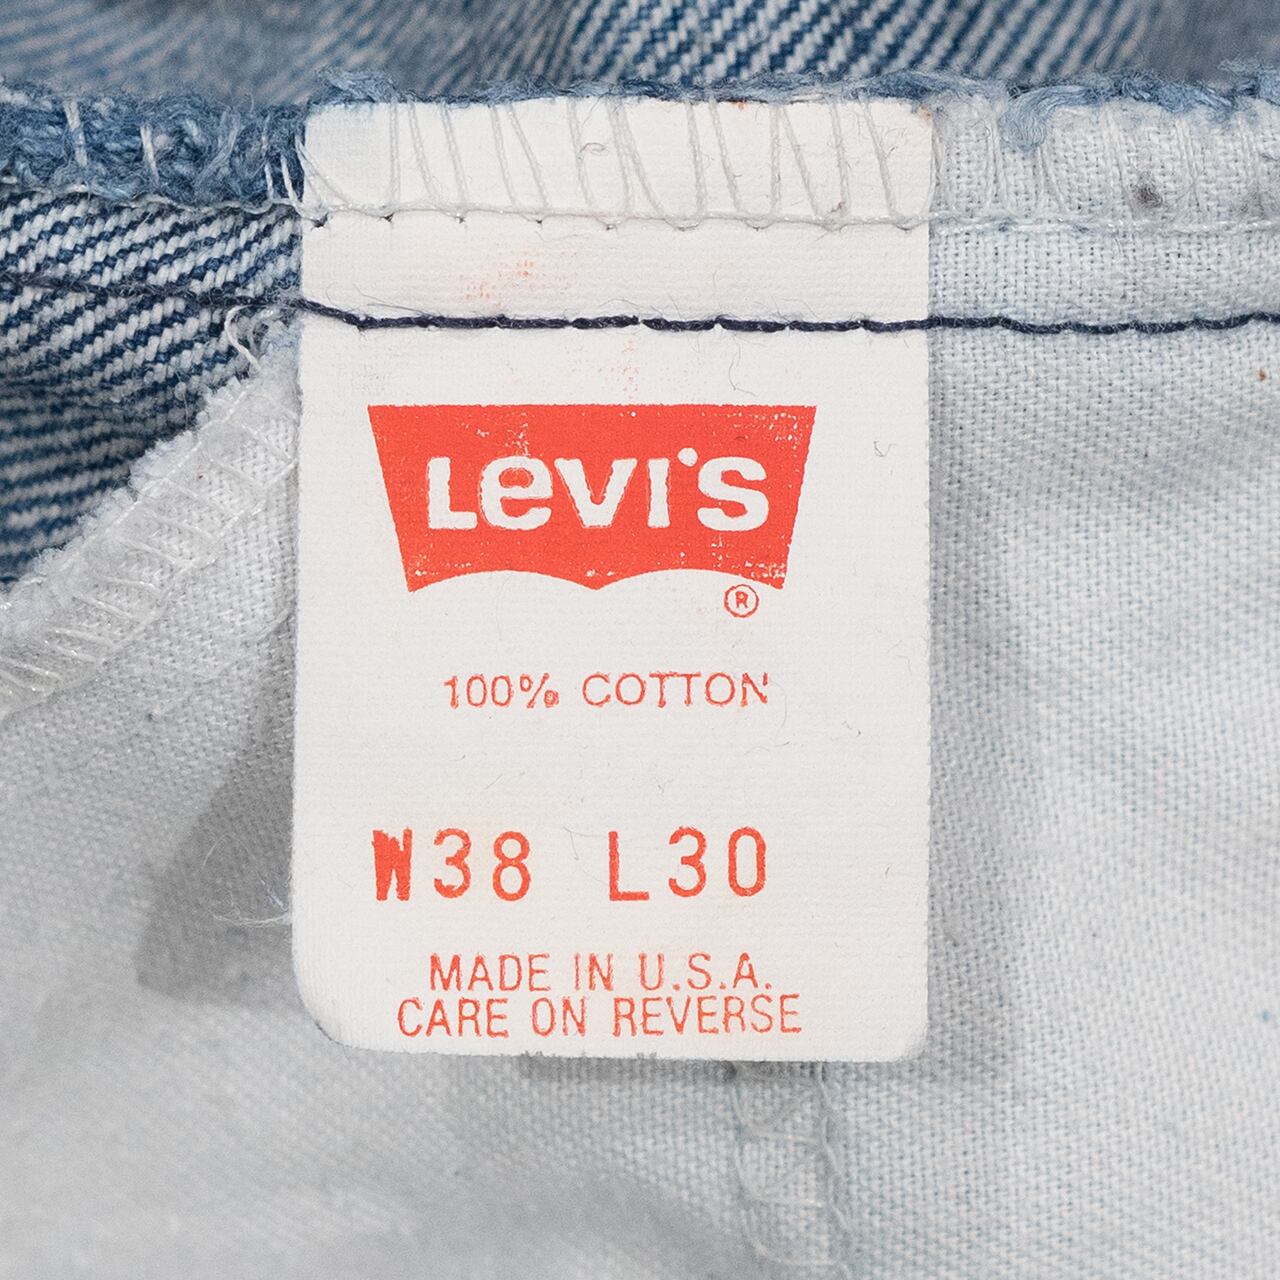 Levi's
®
100% COTTON
W38 L30
MADE IN U.S.A.
CARE ON REVERSE